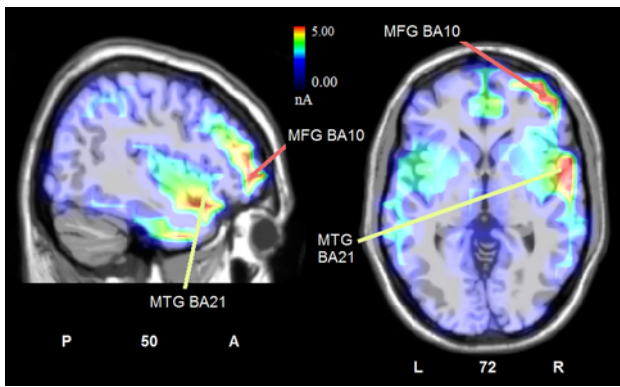 MFG BA10
5.00
0.00
nA
MFG BA10
MTG
BA21
MTG BA21
P 50 A
L 72 R